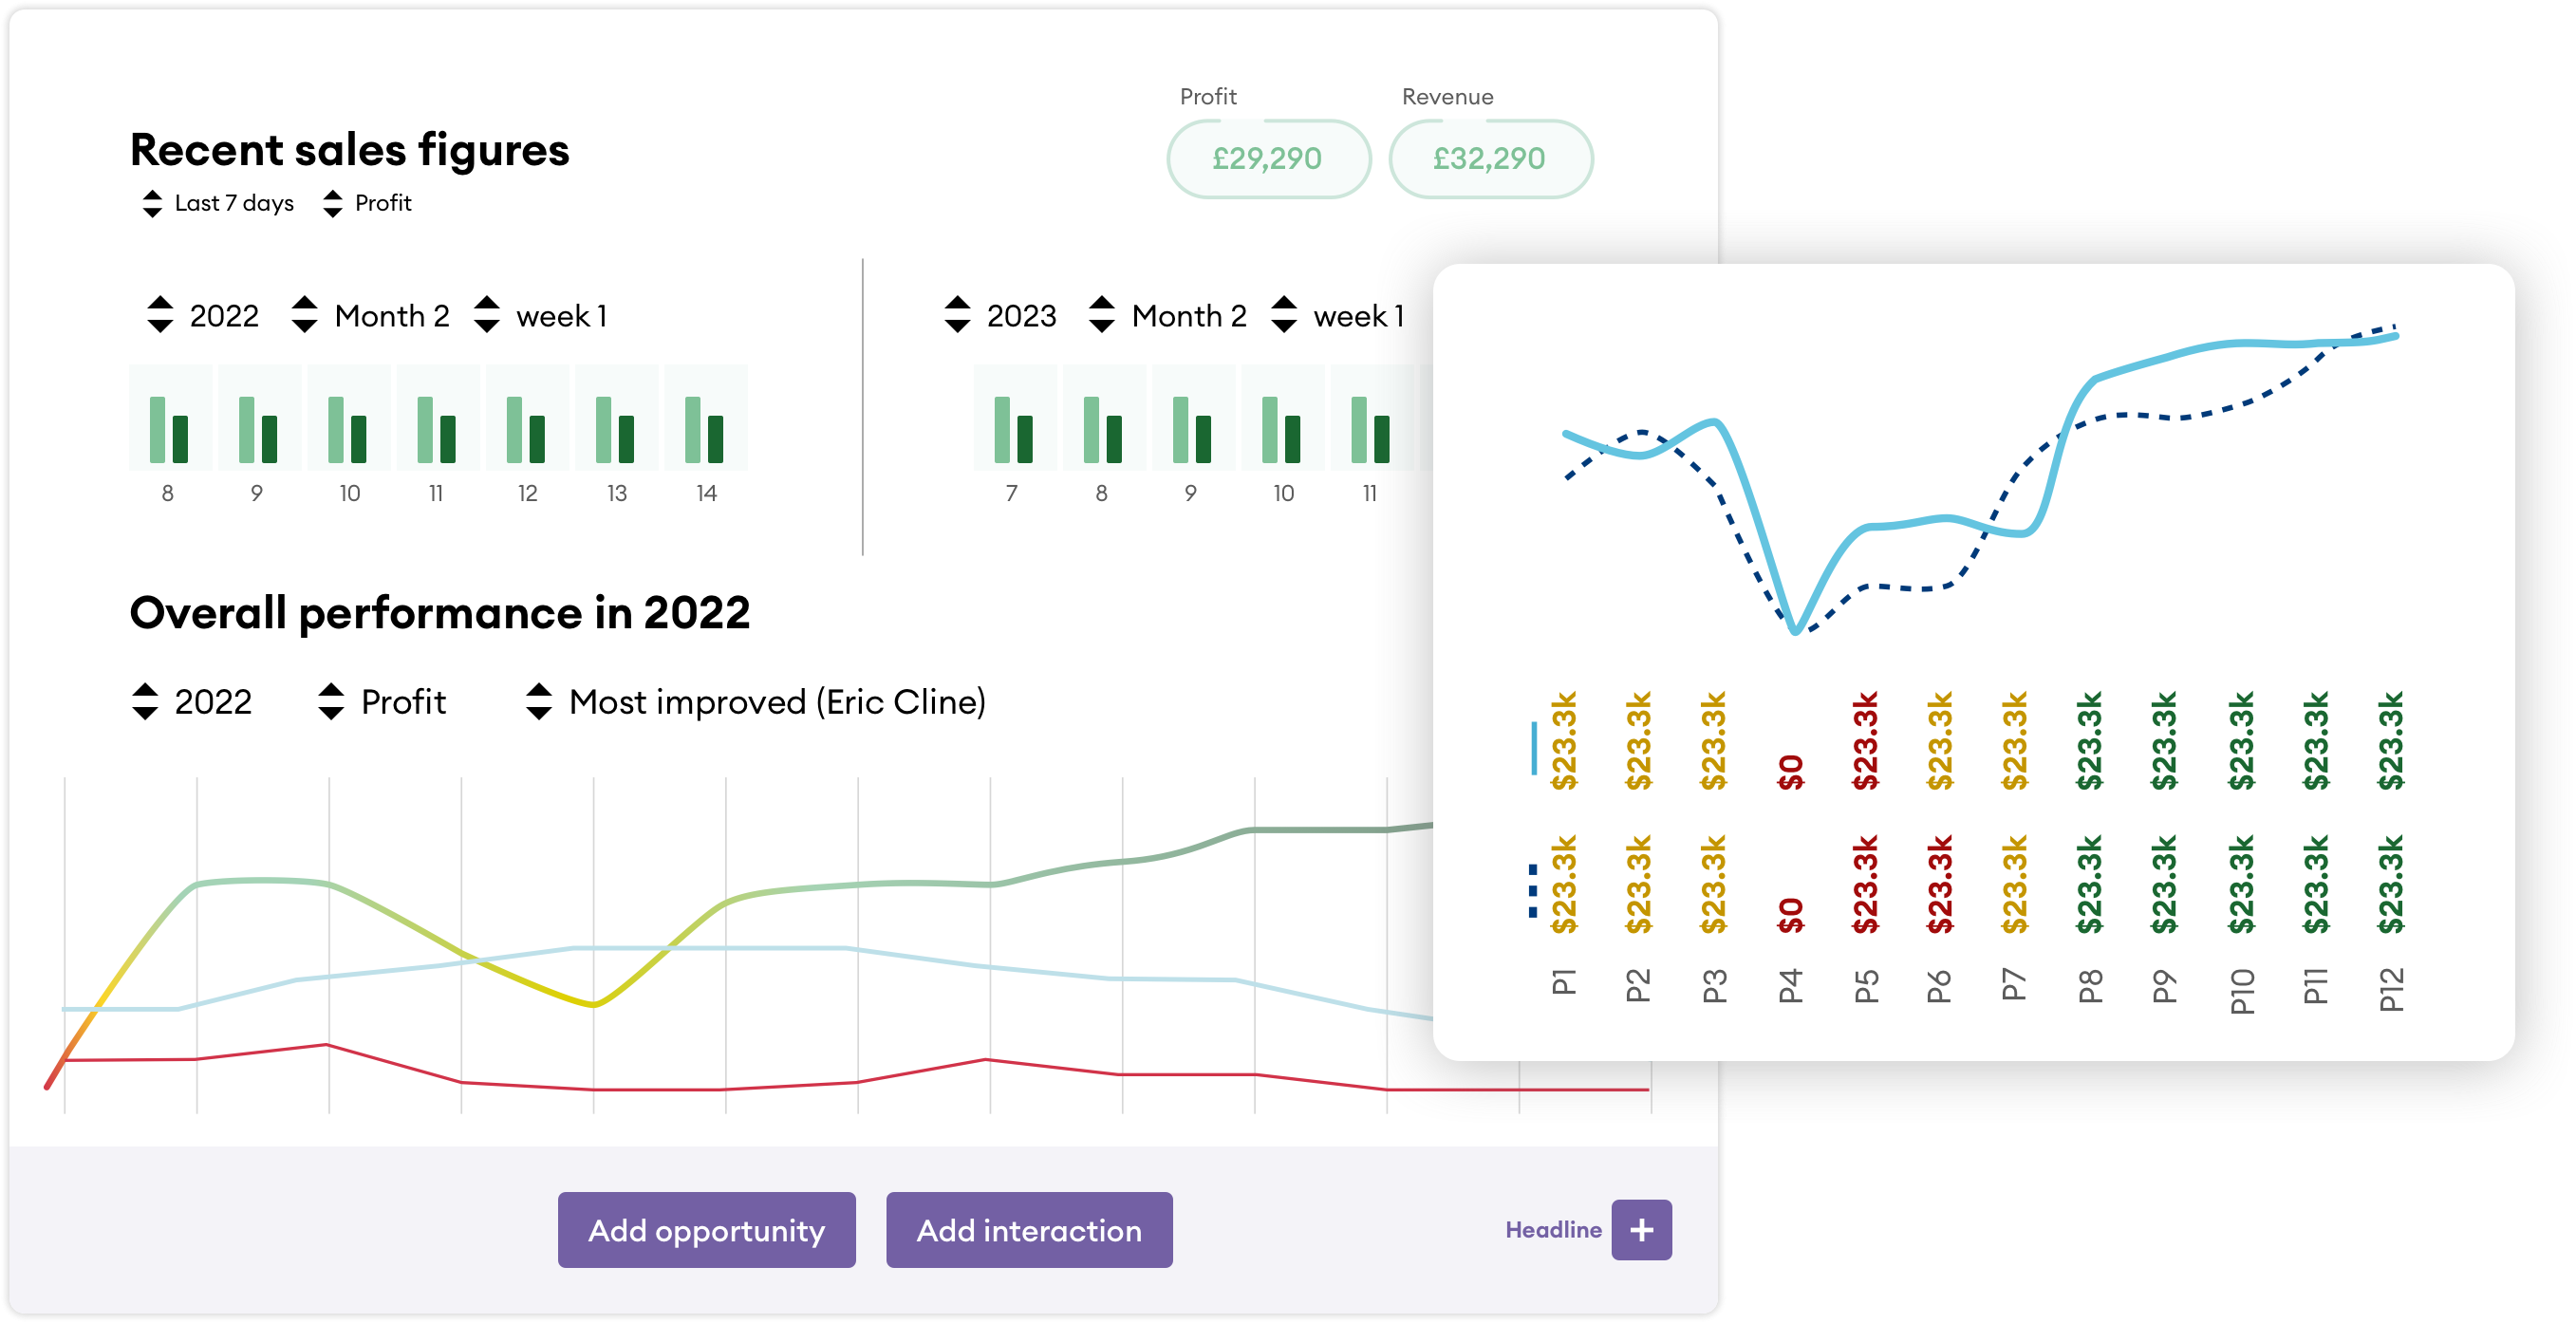 Profit Revenue
Recent sales figures
£29,290 £32,290
Last 7 days Profit
2022 Month 2 week 1
2023 Month 2 week 1
8 9 10 11 12 13 14
7 8 9 10 11
Overall performance in 2022
2022 Profit Most improved (Eric Cline)
$23.3k $23.3k $23.3k $0 $23.3k $23.3k $23.3k $23.3k $23.3k $23.3k $23.3k $23.3k
$23.3k $23.3k $23.3k $0 $23.3k $23.3k $23.3k $23.3k $23.3k $23.3k $23.3k $23.3k
P1 P2 P3 P4 P5 P6 P7 P8 P9 P10 P11 P12
Add opportunity Add interaction Headline +